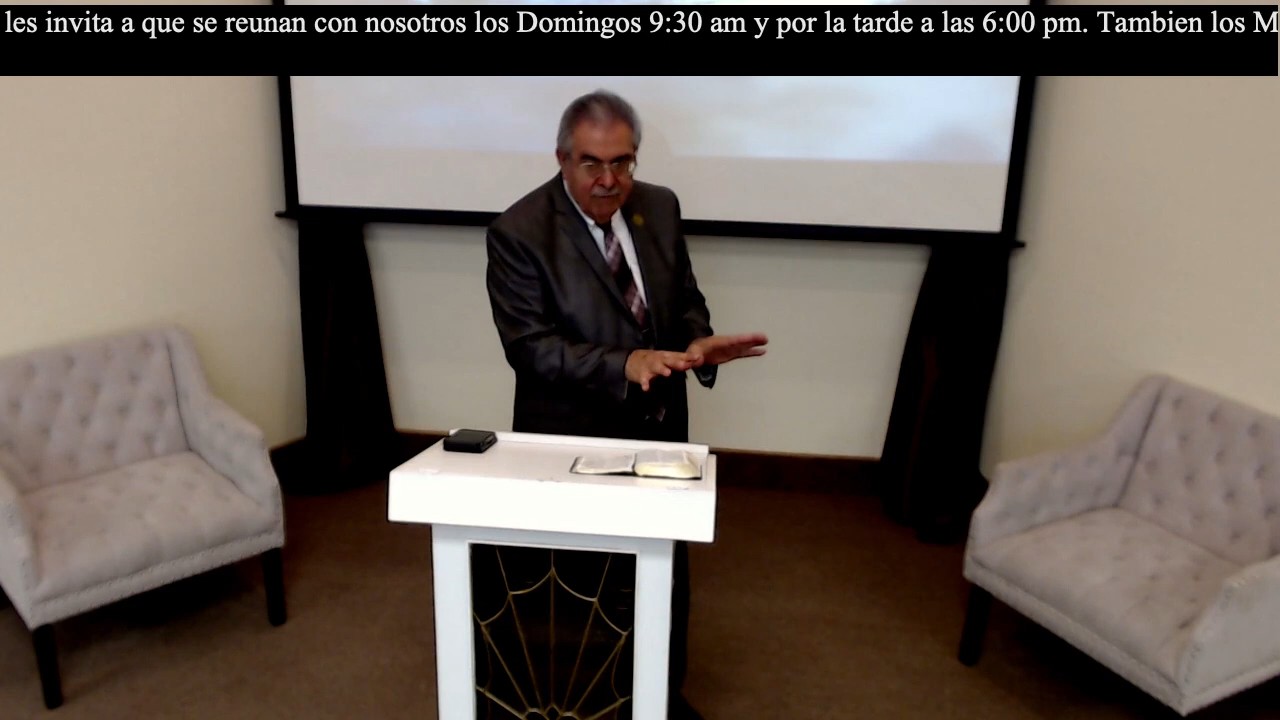 les invita a que se reunan con nosotros los Domingos 9:30 am y por la tarde a las 6:00 pm. Tambien los M